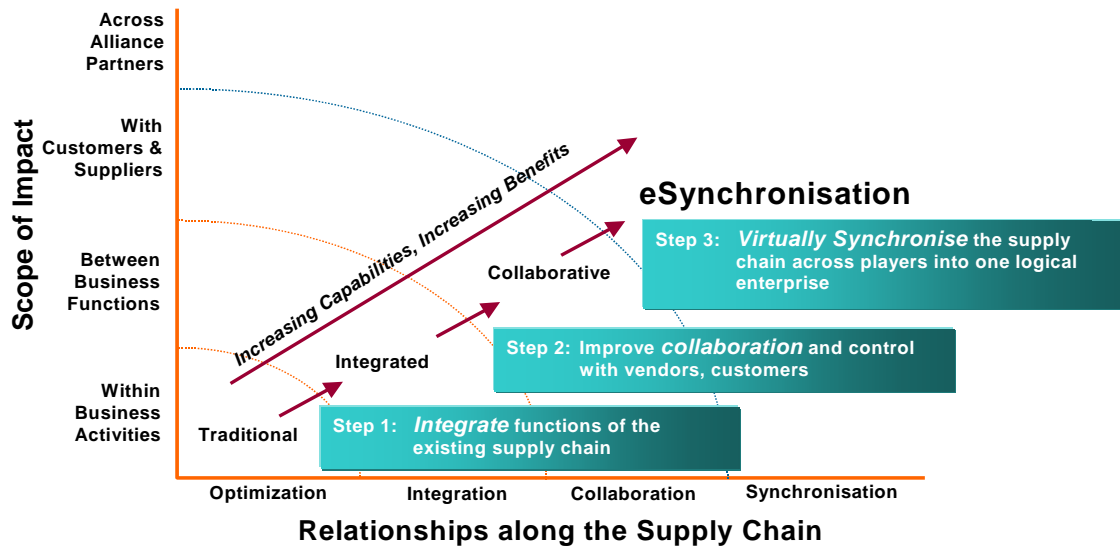 Across
Alliance
Partners
With
Customers &
Suppliers
Between
Business
Functions
Within
Business
Activities
Scope of Impact
Increasing Capabilities, Increasing Benefits
eSynchronisation
Step 3: Virtually Synchronise the supply
chain across players into one logical
enterprise
Collaborative
Step 2: Improve collaboration and control
with vendors, customers
Integrated
Step 1: Integrate functions of the
existing supply chain
Traditional
Optimization
Integration
Collaboration
Synchronisation
Relationships along the Supply Chain